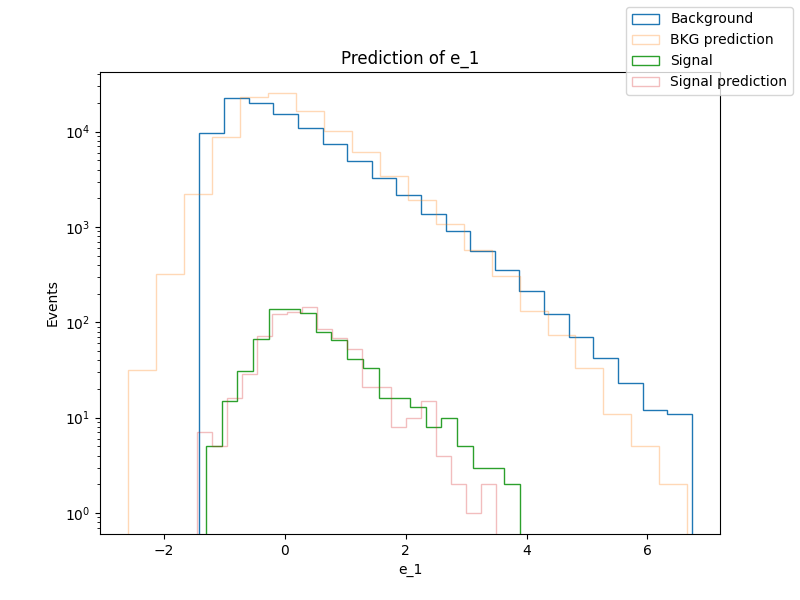 Prediction of e_1
Background
BKG prediction
Signal
Signal prediction
Events
10⁴
10³
10²
10¹
10⁰
−2
0
2
4
6
e_1